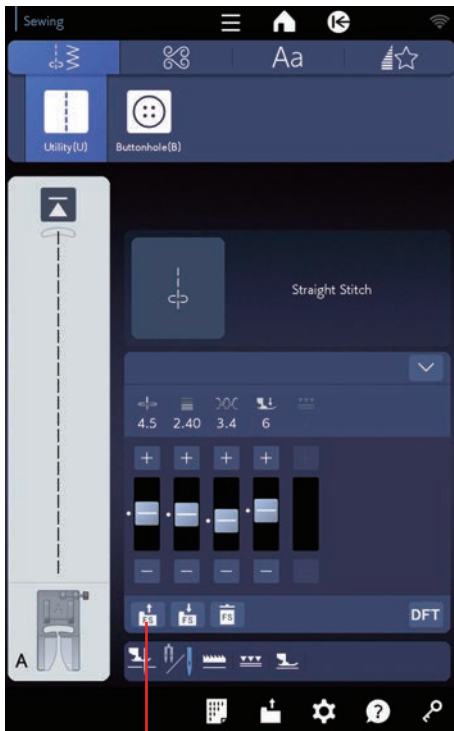 Sewing
Aa
Utility(U)
Buttonhole(B)
Straight Stitch
4.5 2.40 3.4 6
+ + + +
- - - -
FS FS FS DFT
A
?